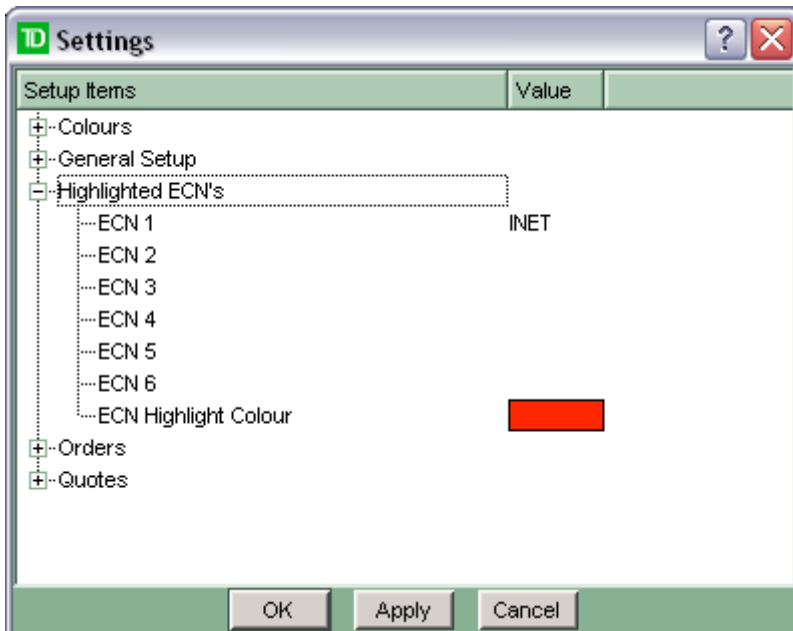 TD Settings ?
Setup Items Value
Colours
General Setup
Highlighted ECN's
ECN 1 INET
ECN 2
ECN 3
ECN 4
ECN 5
ECN 6
ECN Highlight Colour
Orders
Quotes
OK Apply Cancel